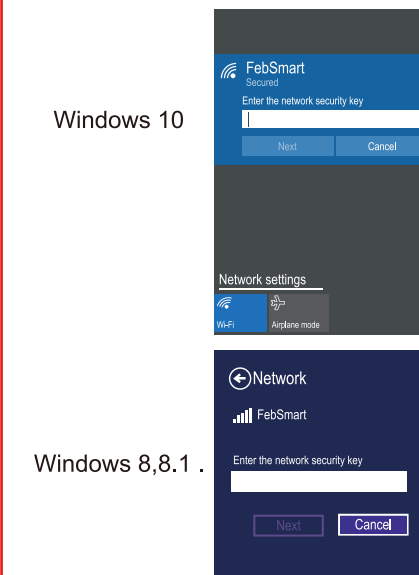 Windows 10
FebSmart
Secured
Enter the network security key
Next Cancel
Network settings
Wi-Fi Airplane mode
Windows 8,8.1 .
Network
FebSmart
Enter the network security key
Next Cancel